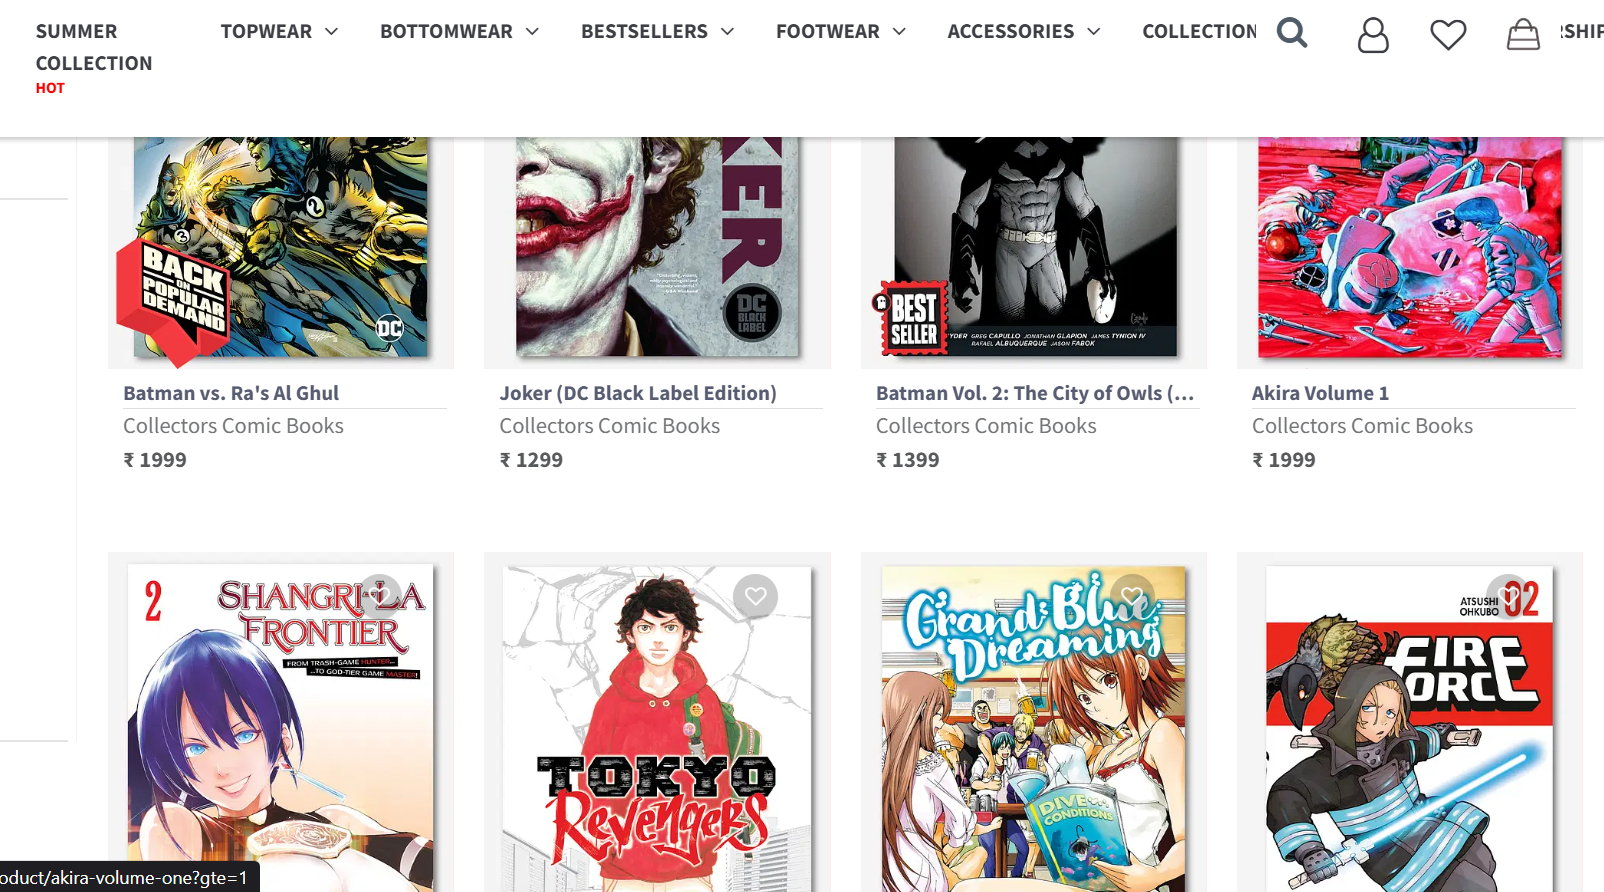 SUMMER
COLLECTION
HOT
TOPWEAR
BOTTOMWEAR
BESTSELLERS
FOOTWEAR
ACCESSORIES
COLLECTION
RSHIP
BACK
ON
POPULAR
DEMAND
2
3
DC
KER
DC
BLACK
LABEL
BEST
SELLER
YDER GREG CAPULLO JONATHAN GLAPION JAMES TYNION IV
RAFAEL ALBUQUERQUE JASON FABOK
Batman vs. Ra's Al Ghul
Collectors Comic Books
₹ 1999
Joker (DC Black Label Edition)
Collectors Comic Books
₹ 1299
Batman Vol. 2: The City of Owls (...
Collectors Comic Books
₹ 1399
Akira Volume 1
Collectors Comic Books
₹ 1999
2
SHANGRI-LA
FRONTIER
FROM TRASH-GAME HUNTER...
...TO GOD-TIER GAME MASTER!
TOKYO
Revengers
Grand Blue
Dreaming
DIVE
CONDITIONS
ATSUSHI
OHKUBO
02
FIRE
FORCE
oduct/akira-volume-one?gte=1